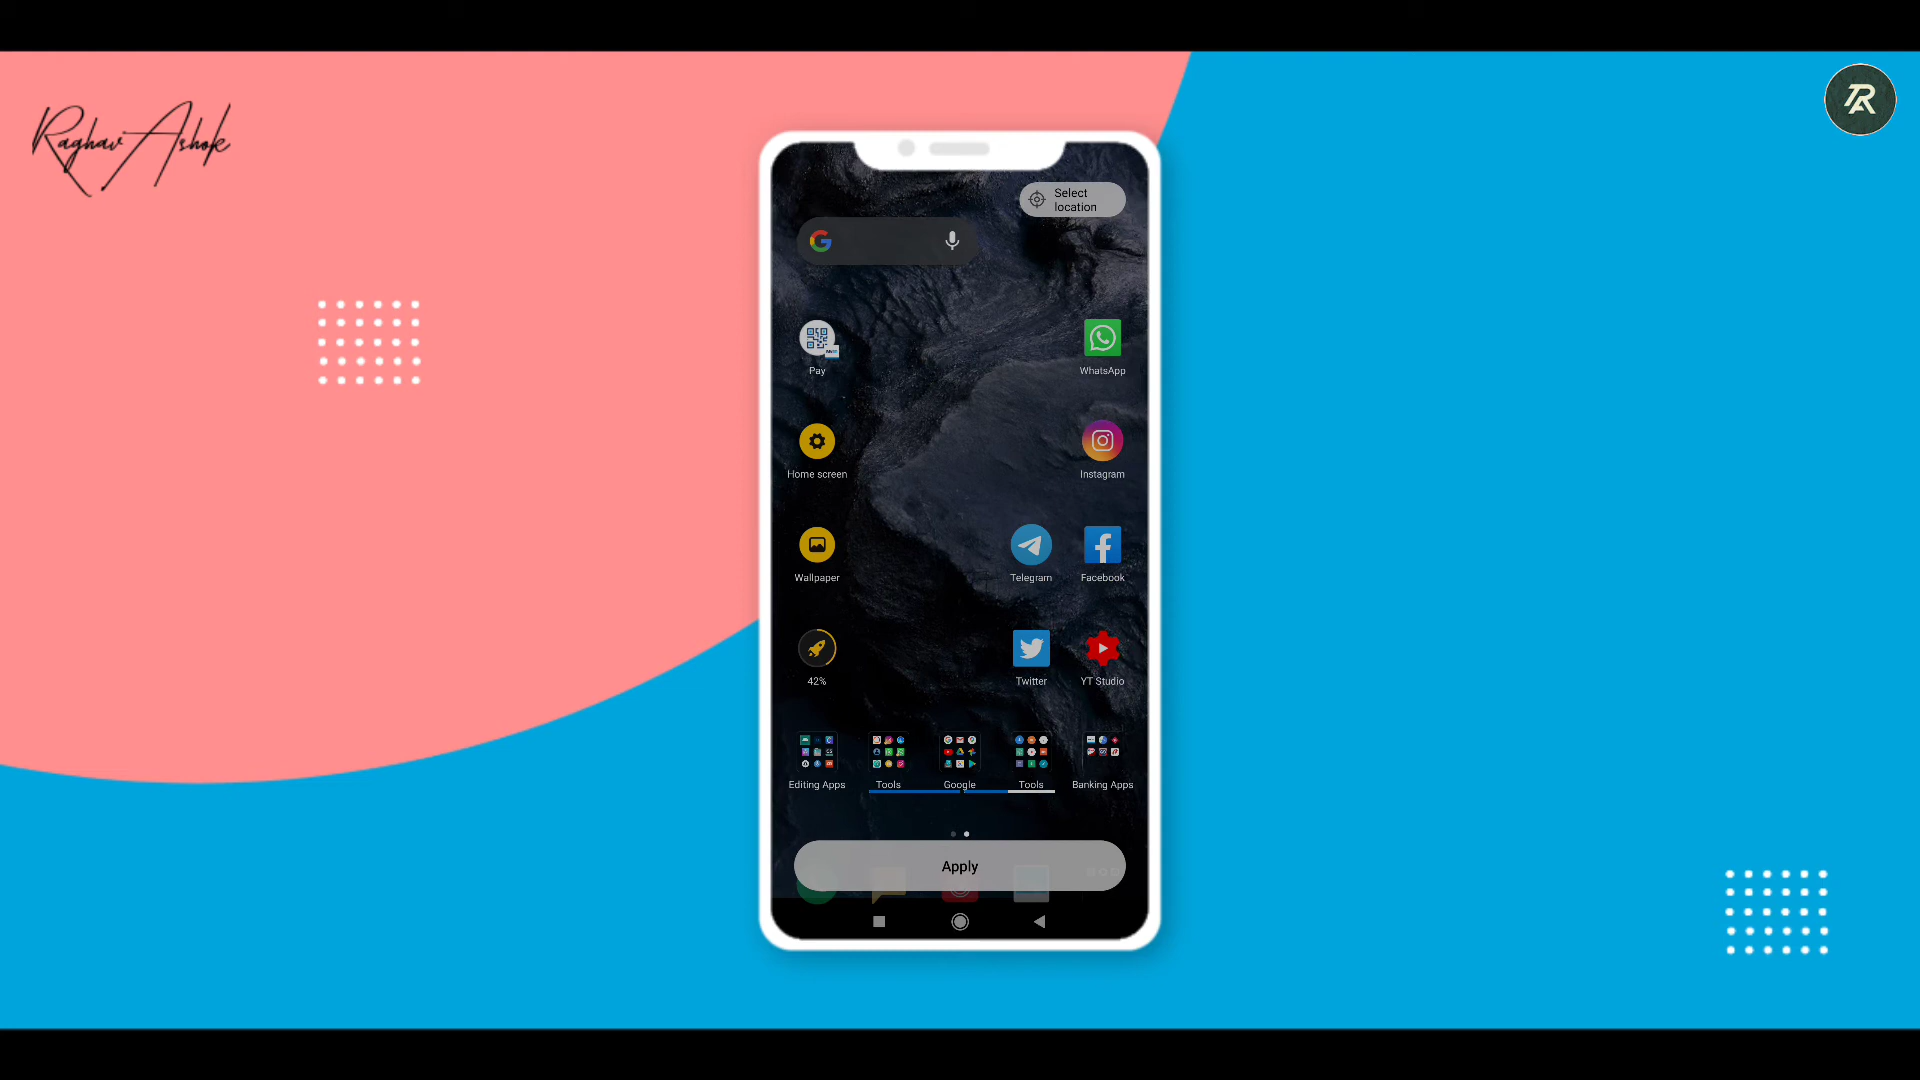 Raghav Ashok
RA
Select
location
Pay
WhatsApp
Home screen
Instagram
Wallpaper
Telegram
Facebook
42%
Twitter
YT Studio
Editing Apps
Tools
Google
Tools
Banking Apps
Apply